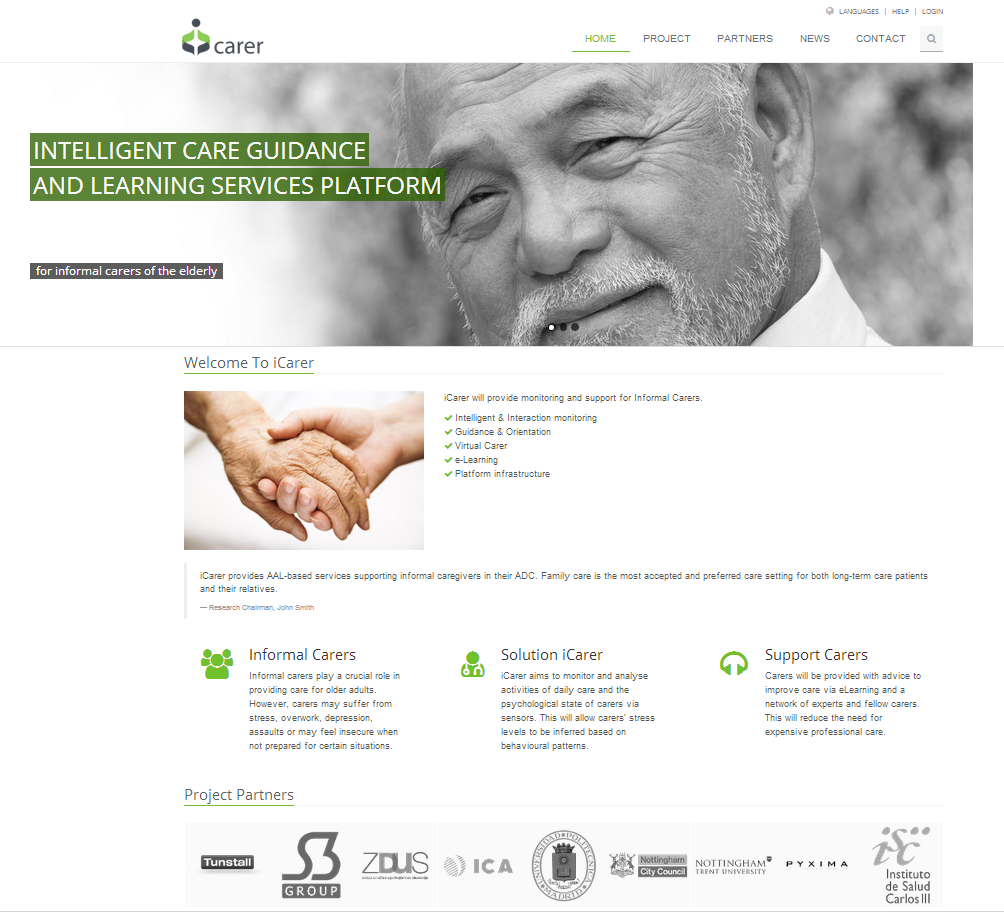 LANGUAGES | HELP | LOGIN
carer
HOME PROJECT PARTNERS NEWS CONTACT
INTELLIGENT CARE GUIDANCE
AND LEARNING SERVICES PLATFORM
for informal carers of the elderly
Welcome To iCarer
iCarer will provide monitoring and support for Informal Carers.
Intelligent & Interaction monitoring
Guidance & Orientation
Virtual Carer
e-Learning
Platform infrastructure
iCarer provides AAL-based services supporting informal caregivers in their ADC. Family care is the most accepted and preferred care setting for both long-term care patients
and their relatives.
— Research Chairman, John Smith
Informal Carers
Informal carers play a crucial role in
providing care for older adults.
However, carers may suffer from
stress, overwork, depression,
assaults or may feel insecure when
not prepared for certain situations.
Solution iCarer
iCarer aims to monitor and analyse
activities of daily care and the
psychological state of carers via
sensors. This will allow carers' stress
levels to be inferred based on
behavioural patterns.
Support Carers
Carers will be provided with advice to
improve care via eLearning and a
network of experts and fellow carers.
This will reduce the need for
expensive professional care.
Project Partners
Tunstall
S3
GROUP
ZDUS
ICA
UNIVERSIDAD POLITECNICA
MADRID
Nottingham
City Council
NOTTINGHAM
TRENT UNIVERSITY
PYXIMA
isc
Instituto
de Salud
Carlos III